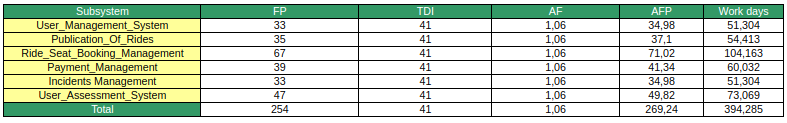 Subsystem FP TDI AF AFP Work days
User_Management_System 33 41 1,06 34,98 51,304
Publication_Of_Rides 35 41 1,06 37,1 54,413
Ride_Seat_Booking_Management 67 41 1,06 71,02 104,163
Payment_Management 39 41 1,06 41,34 60,032
Incidents Management 33 41 1,06 34,98 51,304
User_Assessment_System 47 41 1,06 49,82 73,069
Total 254 41 1,06 269,24 394,285